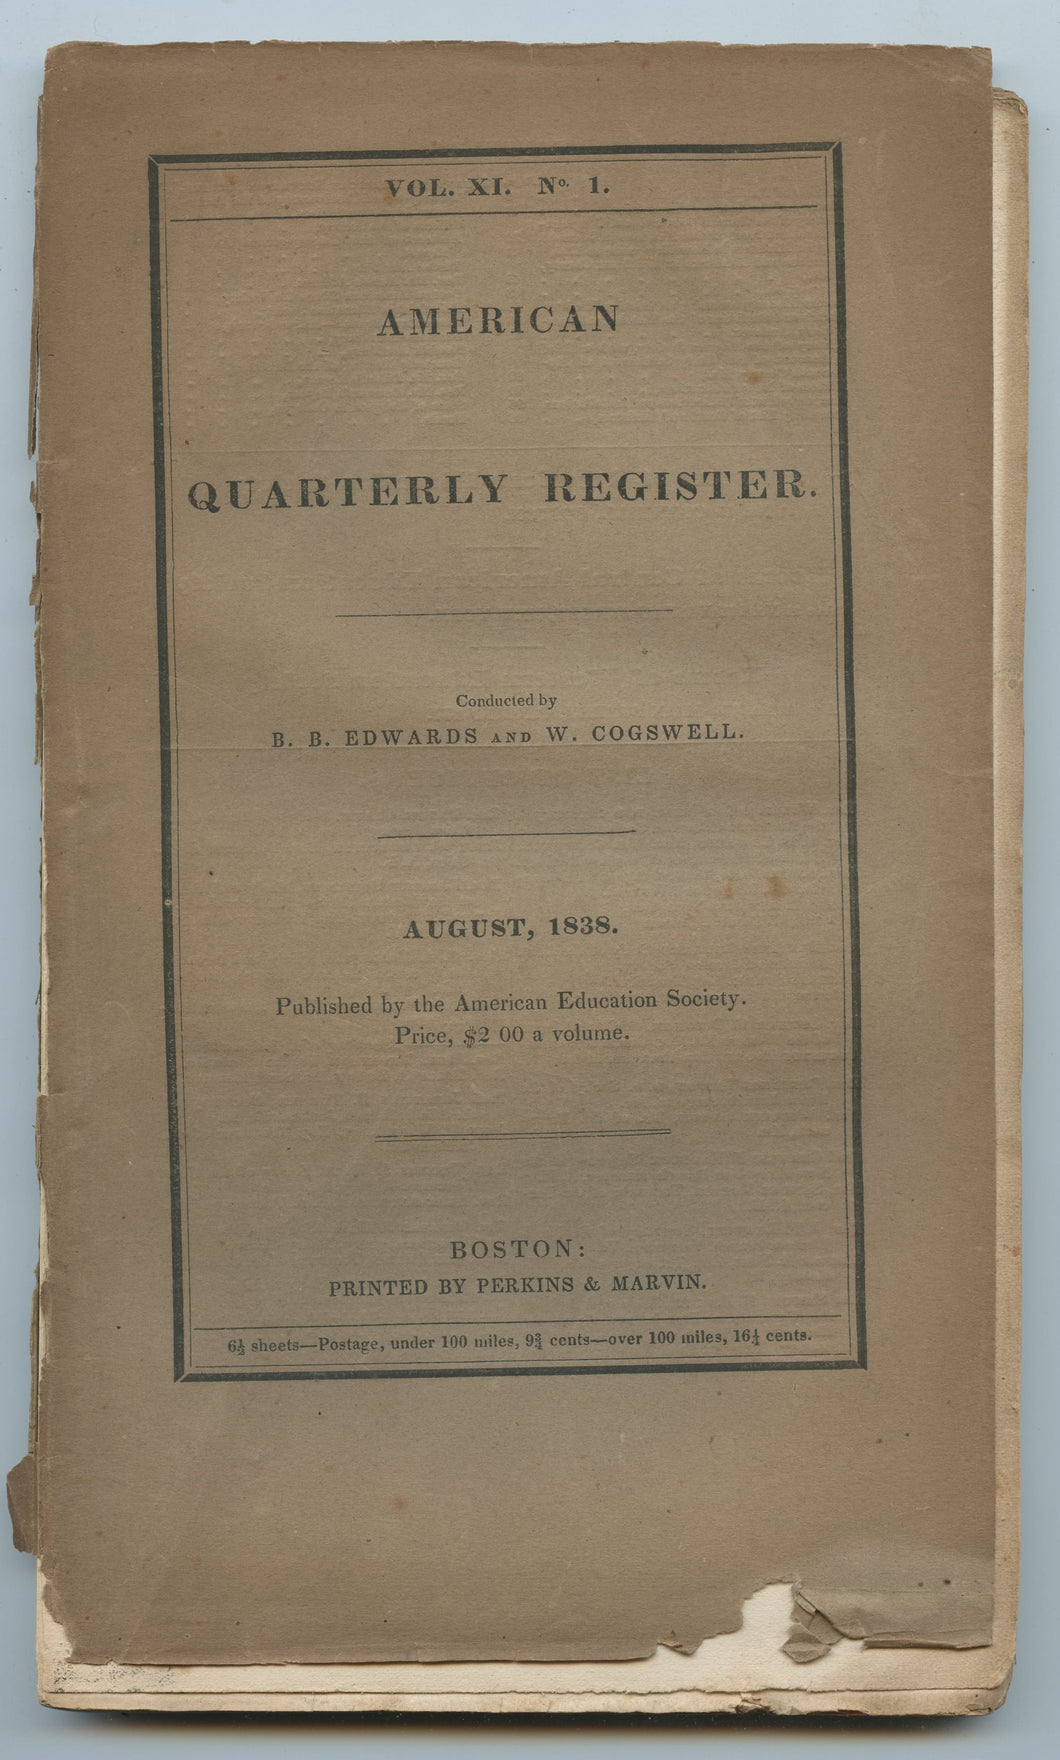 VOL. XI. No. 1.
AMERICAN
QUARTERLY REGISTER.
Conducted by
B. B. EDWARDS AND W. COGSWELL.
AUGUST, 1838.
Published by the American Education Society.
Price, $2 00 a volume.
BOSTON:
PRINTED BY PERKINS & MARVIN.
6½ sheets—Postage, under 100 miles, 9¾ cents—over 100 miles, 16¼ cents.